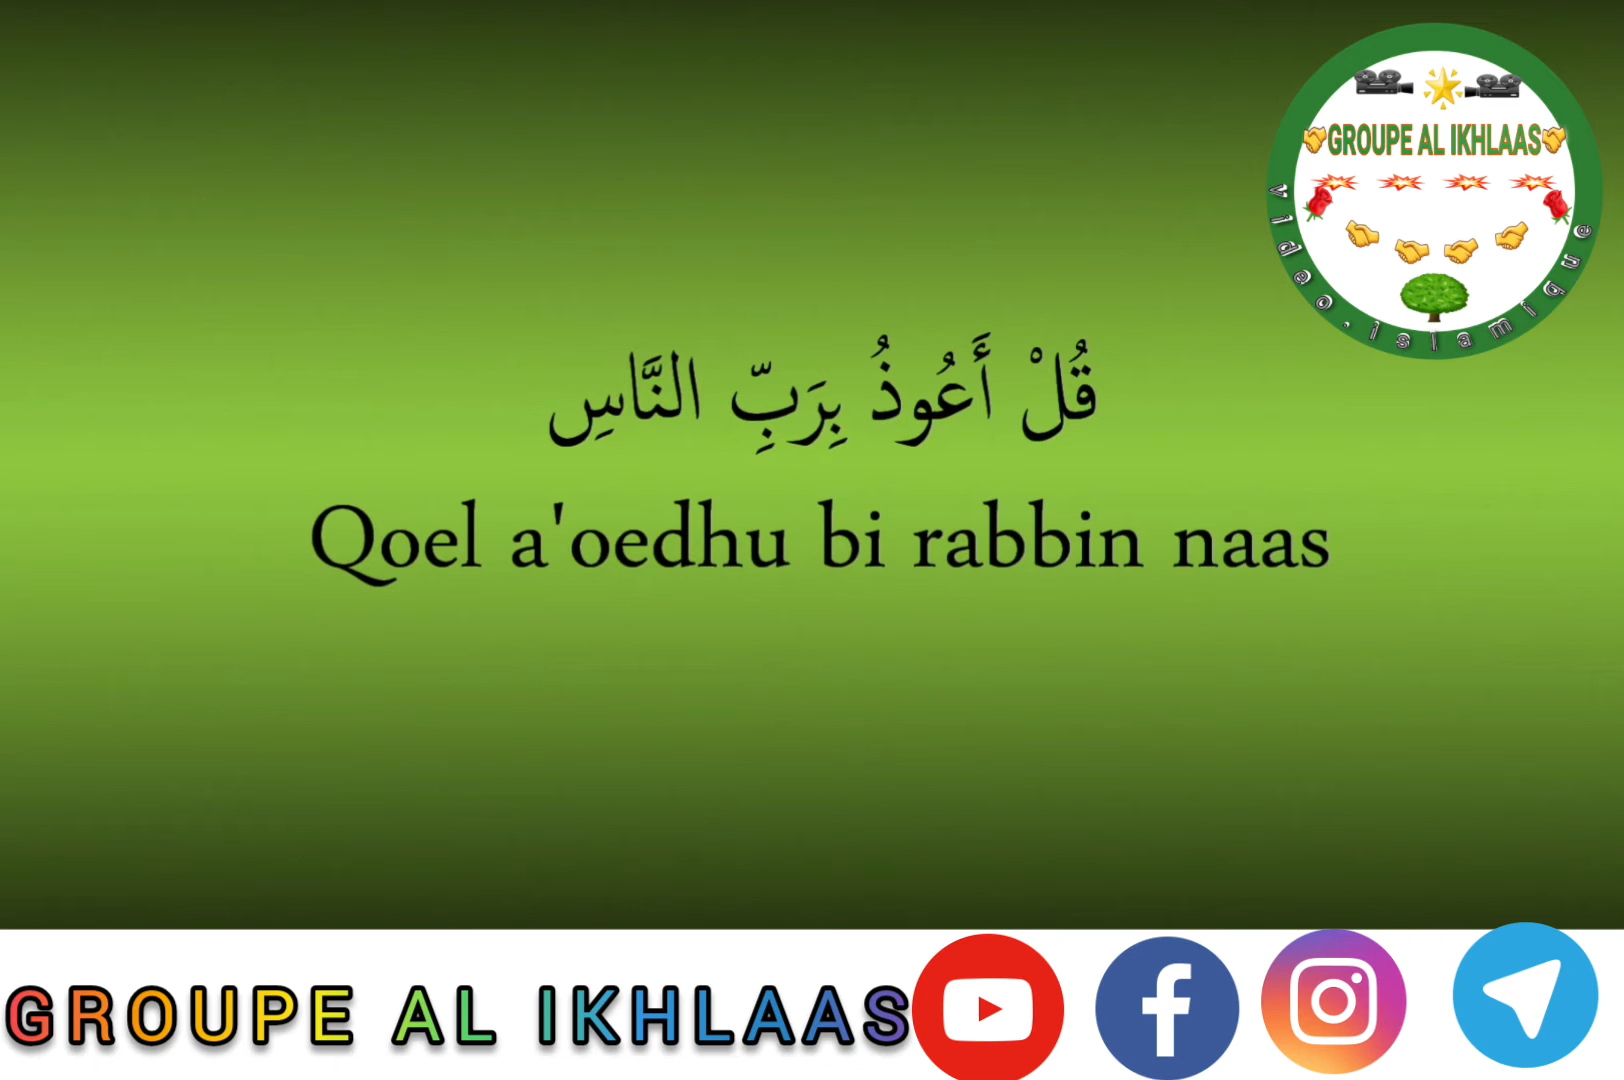 GROUPE AL IKHLAAS
video.islamique
قُلْ أَعُوذُ بِرَبِّ النَّاسِ
Qoel a'oedhu bi rabbin naas
GROUPE AL IKHLAAS